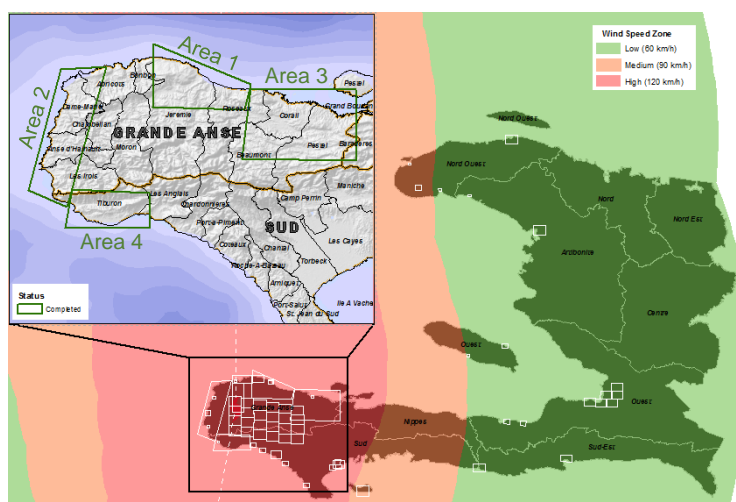 Wind Speed Zone
Low (60 km/h)
Medium (90 km/h)
High (120 km/h)
Area 1
Area 2
Area 3
Area 4
Bonbon
Abricots
Pestel
Dame-Marie
Roseaux
Grand Boucan
Corail
Chambellan
Jeremie
GRANDE ANSE
Anse d'Hainault
Moron
Pestel
Baraderes
Beaumont
Les Irois
Maniche
Tiburon
Les Anglais
Chardonnieres
Camp Perrin
Port-a-Piment
SUD
Les Cayes
Coteaux
Chantal
Roche-A-Bateau
Torbeck
Arniquet
Port-Salut
Ile A Vache
St. Jean du Sud
Status
Completed
Nord Ouest
Nord Ouest
Nord
Nord-Est
Artibonite
Centre
Ouest
Ouest
Grande Anse
Nippes
Sud
Sud-Est